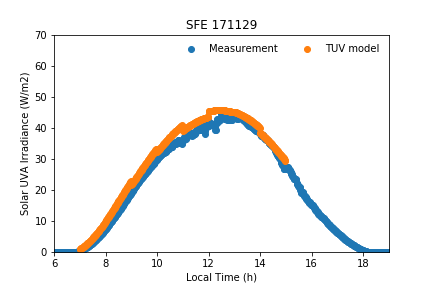 SFE 171129
Measurement TUV model
Solar UVA Irradiance (W/m2)
70
60
50
40
30
20
10
0
6 8 10 12 14 16 18
Local Time (h)